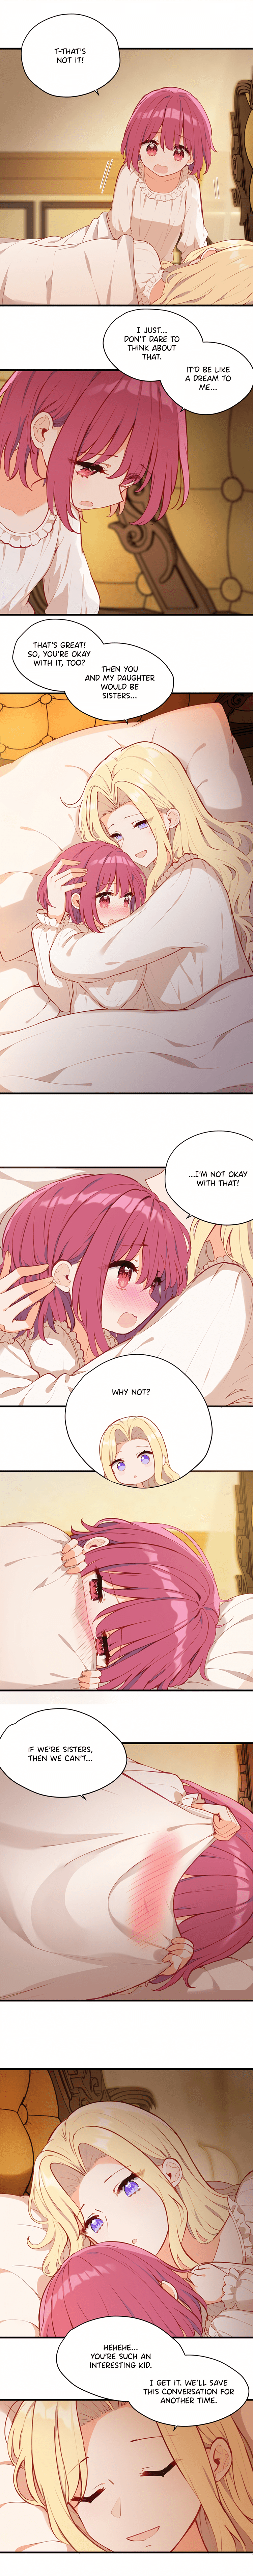 T-THAT'S
NOT IT!
I JUST...
DON'T DARE TO
THINK ABOUT
THAT.
IT'D BE LIKE
A DREAM TO
ME...
THAT'S GREAT!
SO, YOU'RE OKAY
WITH IT, TOO?
THEN YOU
AND MY DAUGHTER
WOULD BE
SISTERS...
...I'M NOT OKAY
WITH THAT!
WHY NOT?
IF WE'RE SISTERS,
THEN WE CAN'T...
HEHEHE...
YOU'RE SUCH AN
INTERESTING KID.
I GET IT. WE'LL SAVE
THIS CONVERSATION FOR
ANOTHER TIME.